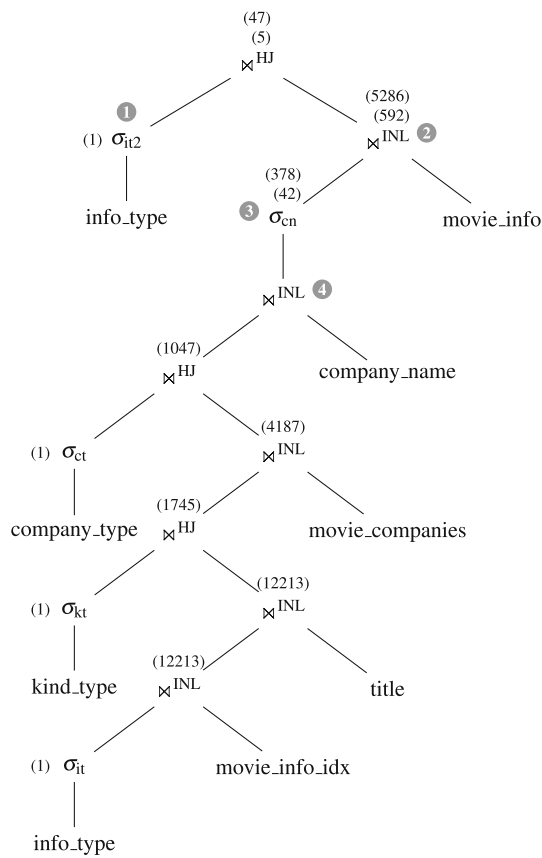 (47)
(5)
⋈ HJ
1
(1) σit2
info_type
(5286)
(592)
⋈ INL 2
movie_info
(378)
(42)
3 σcn
⋈ INL 4
company_name
(1047)
⋈ HJ
(1) σct
company_type
(4187)
⋈ INL
movie_companies
(1745)
⋈ HJ
(1) σkt
kind_type
(12213)
⋈ INL
title
(12213)
⋈ INL
movie_info_idx
(1) σit
info_type